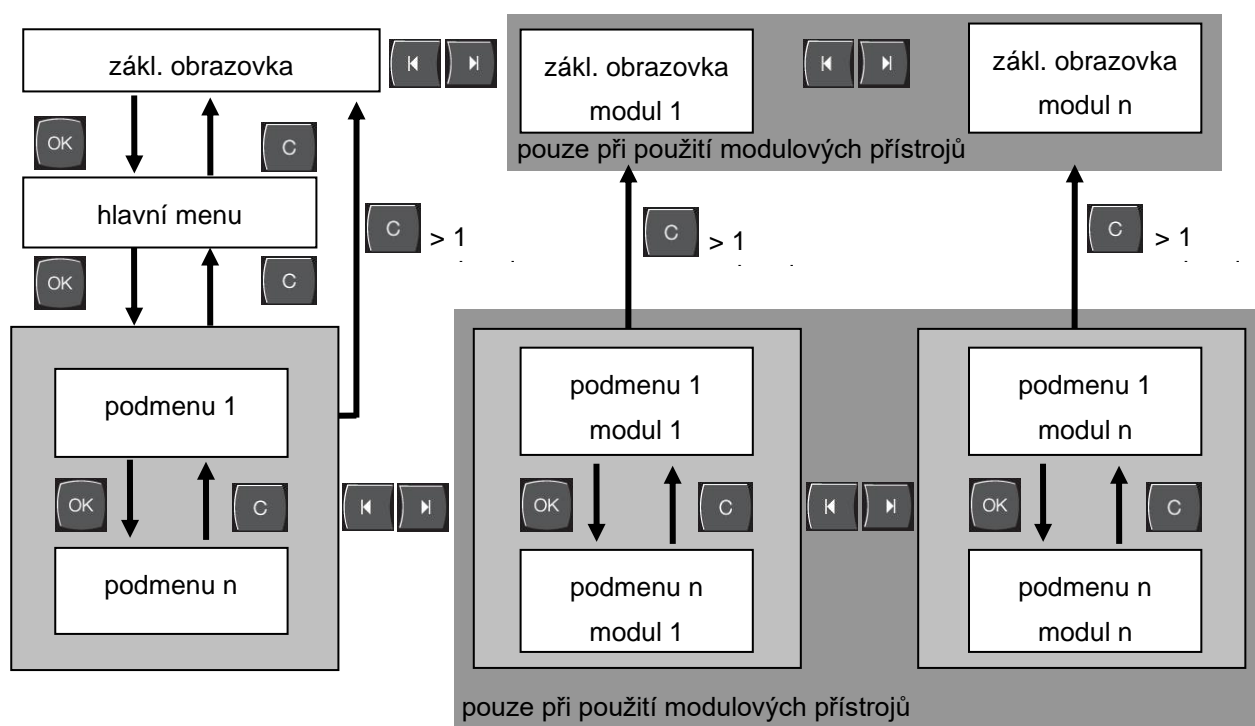 zákl. obrazovka
zákl. obrazovka
modul 1
zákl. obrazovka
modul n
pouze při použití modulových přístrojů
OK
C
hlavní menu
C
> 1
C
> 1
C
> 1
OK
C
podmenu 1
podmenu 1
modul 1
podmenu 1
modul n
OK
C
OK
C
OK
C
podmenu n
podmenu n
modul 1
podmenu n
modul n
pouze při použití modulových přístrojů